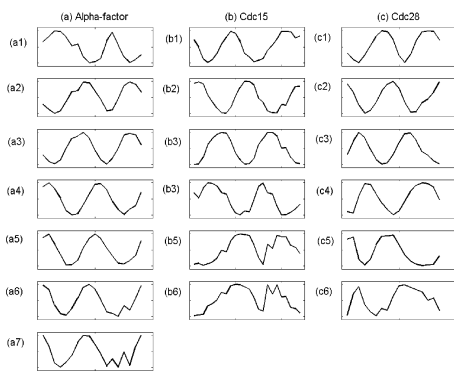 (a) Alpha-factor (b) Cdc15 (c) Cdc28
(a1) (b1) (c1)
(a2) (b2) (c2)
(a3) (b3) (c3)
(a4) (b3) (c4)
(a5) (b5) (c5)
(a6) (b6) (c6)
(a7)